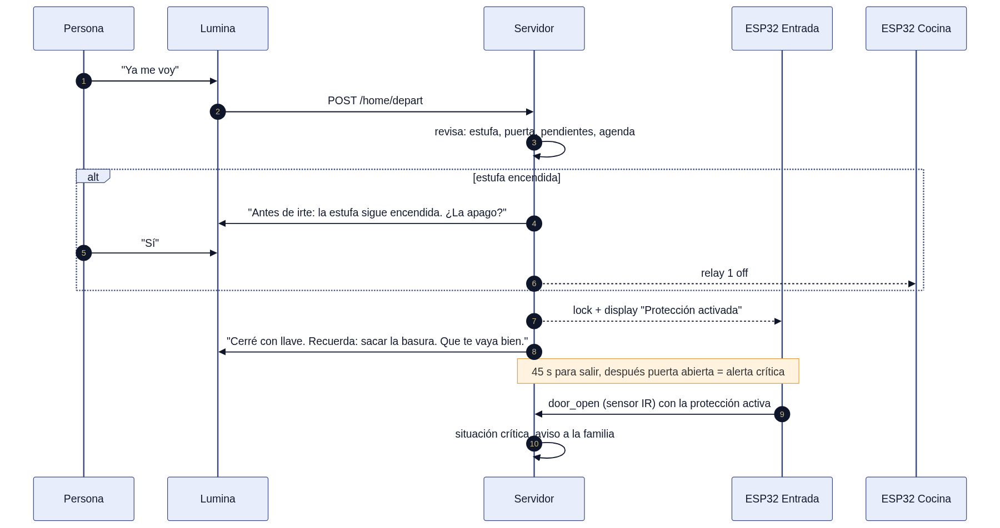 Persona
Lumina
Servidor
ESP32 Entrada
ESP32 Cocina
"Ya me voy"
1
POST /home/depart
2
revisa: estufa, puerta, pendientes, agenda
3
alt
[estufa encendida]
"Antes de irte: la estufa sigue encendida. ¿La apago?"
4
"Sí"
5
relay 1 off
6
lock + display "Protección activada"
7
"Cerré con llave. Recuerda: sacar la basura. Que te vaya bien."
8
45 s para salir, después puerta abierta = alerta crítica
door_open (sensor IR) con la protección activa
9
situación crítica, aviso a la familia
10
Persona
Lumina
Servidor
ESP32 Entrada
ESP32 Cocina